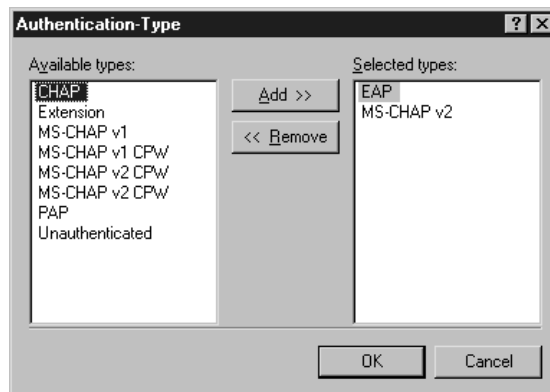 Authentication-Type
Available types:
CHAP
Extension
MS-CHAP v1
MS-CHAP v1 CPW
MS-CHAP v2 CPW
MS-CHAP v2 CPW
PAP
Unauthenticated
Add >>
<< Remove
Selected types:
EAP
MS-CHAP v2
OK
Cancel